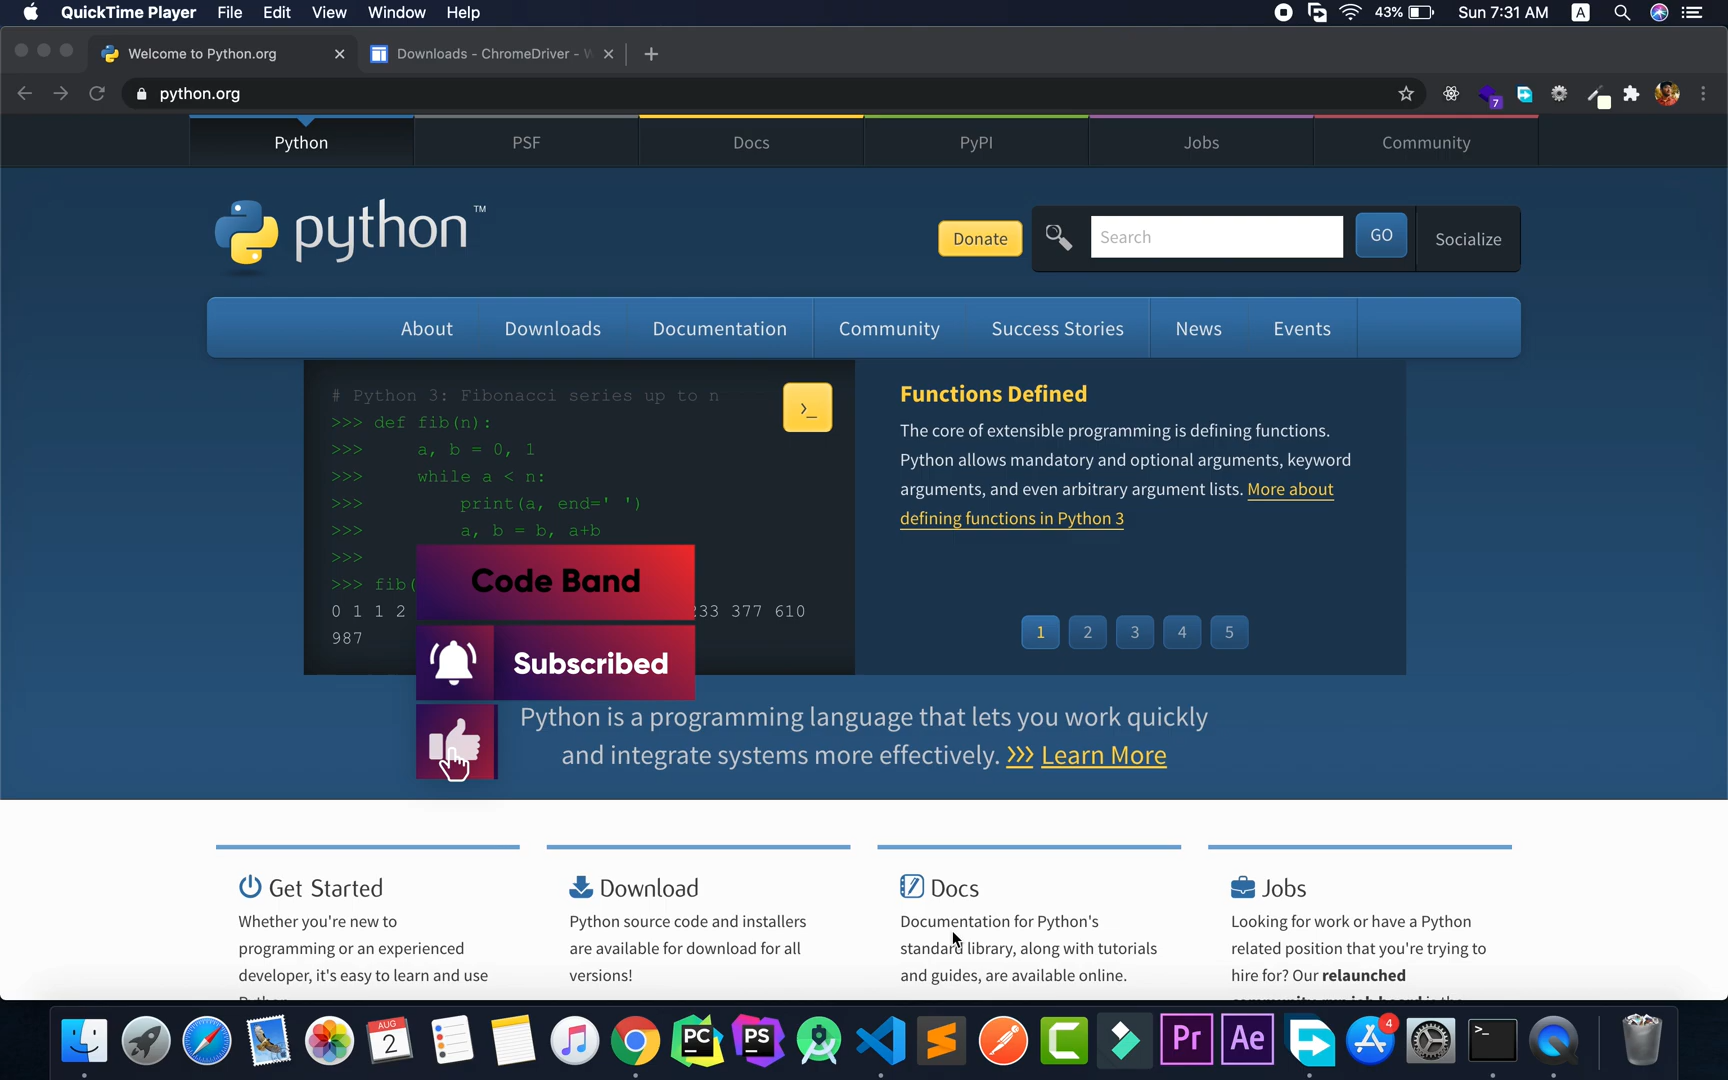 QuickTime Player File Edit View Window Help 43% Sun 7:31 AM A
Welcome to Python.org Downloads - ChromeDriver - W
python.org 7
Python PSF Docs PyPI Jobs Community
python™
Donate Search GO Socialize
About Downloads Documentation Community Success Stories News Events
# Python 3: Fibonacci series up to n
>>> def fib(n):
>>> a, b = 0, 1
>>> while a < n:
>>> print(a, end=' ')
>>> a, b = b, a+b
>>>
>>> fib(
0 1 1 2 233 377 610
987
>_
Functions Defined
The core of extensible programming is defining functions.
Python allows mandatory and optional arguments, keyword
arguments, and even arbitrary argument lists. More about
defining functions in Python 3
1 2 3 4 5
Code Band
Subscribed
Python is a programming language that lets you work quickly
and integrate systems more effectively. >>> Learn More
Get Started
Whether you're new to
programming or an experienced
developer, it's easy to learn and use
Download
Python source code and installers
are available for download for all
versions!
Docs
Documentation for Python's
standard library, along with tutorials
and guides, are available online.
Jobs
Looking for work or have a Python
related position that you're trying to
hire for? Our relaunched
AUG
2
PC PS Pr Ae 4 >_